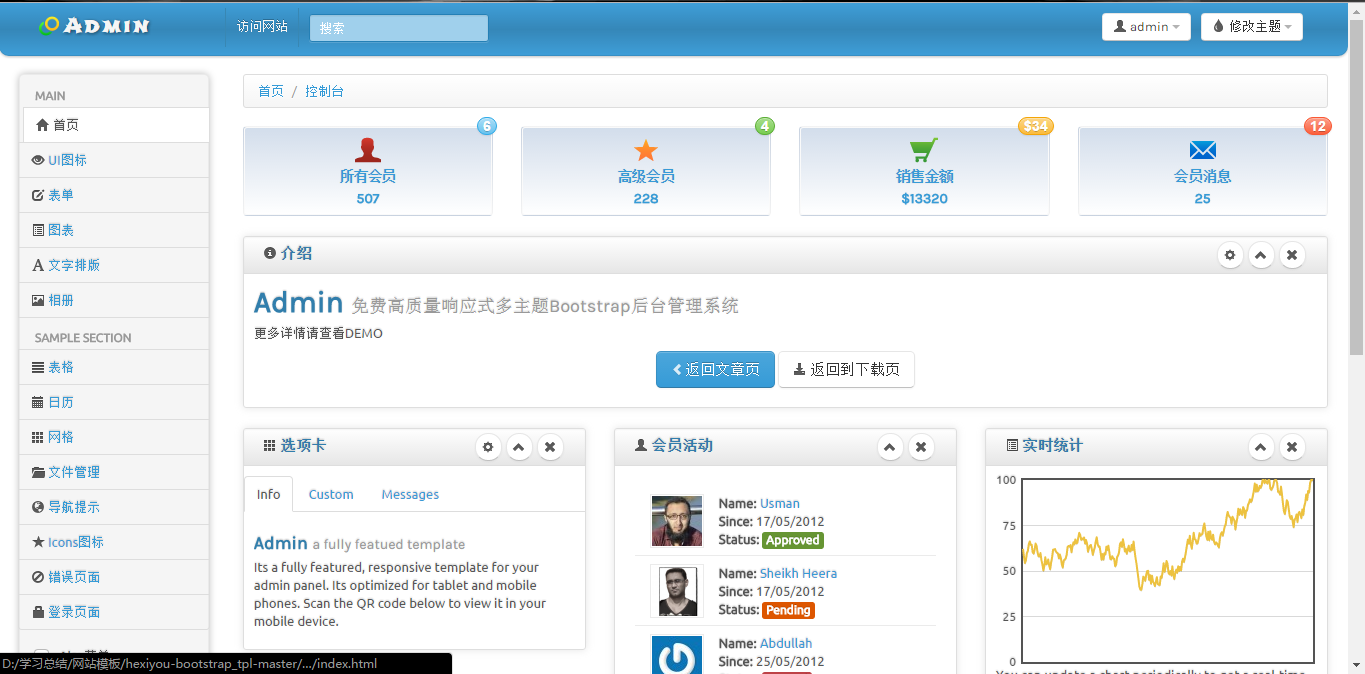 Admin
访问网站
搜索
admin
修改主题
MAIN
首页
UI图标
表单
图表
文字排版
相册
SAMPLE SECTION
表格
日历
网格
文件管理
导航提示
Icons图标
错误页面
登录页面
首页 / 控制台
6
所有会员
507
4
高级会员
228
$34
销售金额
$13320
12
会员消息
25
介绍
Admin 免费高质量响应式多主题Bootstrap后台管理系统
更多详情请查看DEMO
返回文章页
返回到下载页
选项卡
Info
Custom
Messages
Admin a fully featued template
Its a fully featured, responsive template for your
admin panel. Its optimized for tablet and mobile
phones. Scan the QR code below to view it in your
mobile device.
会员活动
Name: Usman
Since: 17/05/2012
Status: Approved
Name: Sheikh Heera
Since: 17/05/2012
Status: Pending
Name: Abdullah
Since: 25/05/2012
实时统计
100
75
50
25
0
You can update a chart periodically to get a real-time
D:/学习总结/网站模板/hexiyou-bootstrap_tpl-master/.../index.html